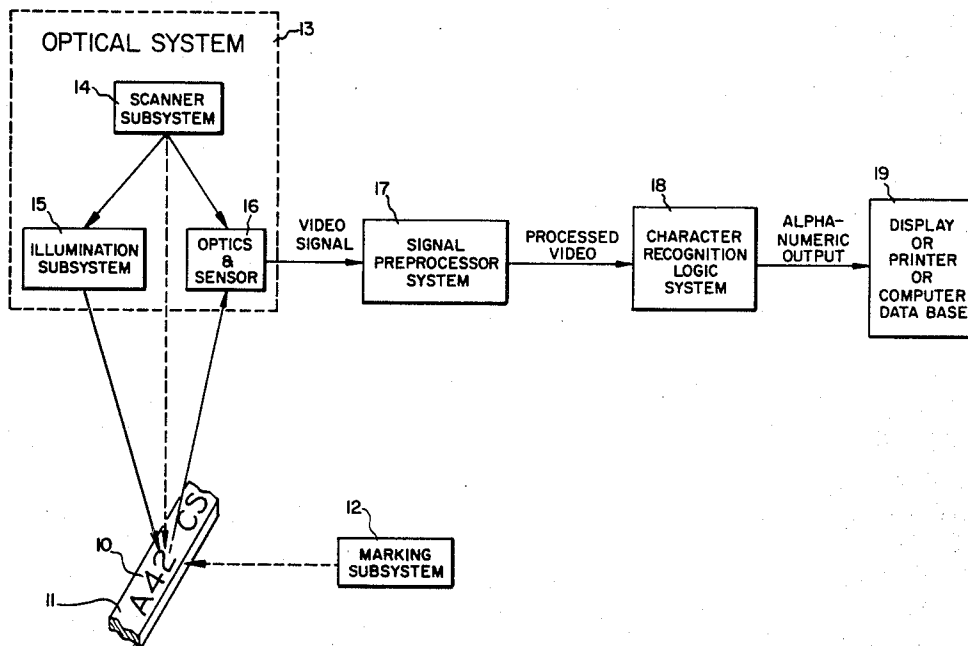 OPTICAL SYSTEM
13
14
SCANNER
SUBSYSTEM
15
ILLUMINATION
SUBSYSTEM
16
OPTICS
&
SENSOR
VIDEO
SIGNAL
17
SIGNAL
PREPROCESSOR
SYSTEM
PROCESSED
VIDEO
18
CHARACTER
RECOGNITION
LOGIC
SYSTEM
ALPHA-
NUMERIC
OUTPUT
19
DISPLAY
OR
PRINTER
OR
COMPUTER
DATA BASE
10
11
A42 CS
12
MARKING
SUBSYSTEM